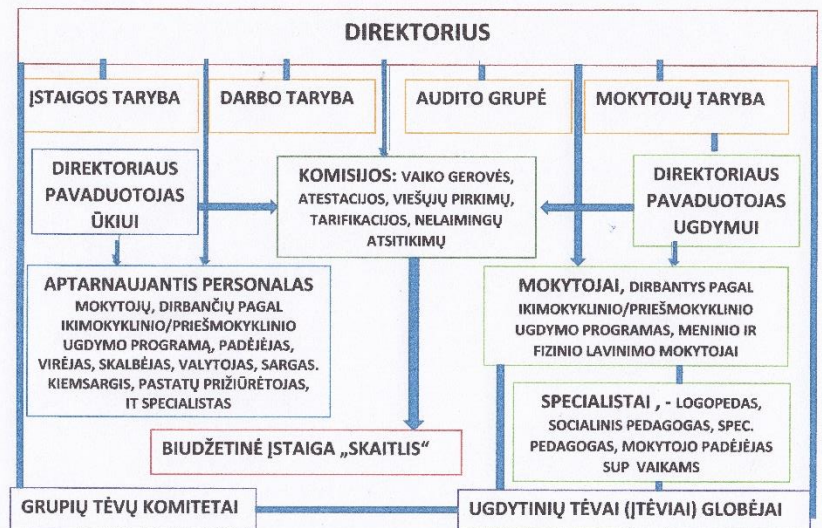 DIREKTORIUS
ĮSTAIGOS TARYBA
DARBO TARYBA
AUDITO GRUPĖ
MOKYTOJŲ TARYBA
DIREKTORIAUS
PAVADUOTOJAS
ŪKIUI
KOMISIJOS: VAIKO GEROVĖS,
ATESTACIJOS, VIEŠŲJŲ PIRKIMŲ,
TARIFIKACIJOS, NELAIMINGŲ
ATSITIKIMŲ
DIREKTORIAUS
PAVADUOTOJAS
UGDYMUI
APTARNAUJANTIS PERSONALAS
MOKYTOJŲ, DIRBANČIŲ PAGAL
IKIMOKYKLINIO/PRIEŠMOKYKLINIO
UGDYMO PROGRAMĄ, PADĖJĖJAS,
VIRĖJAS, SKALBĖJAS, VALYTOJAS, SARGAS.
KIEMSARGIS, PASTATŲ PRIŽIŪRĖTOJAS,
IT SPECIALISTAS
MOKYTOJAI, DIRBANTYS PAGAL
IKIMOKYKLINIO/PRIEŠMOKYKLINIO
UGDYMO PROGRAMAS, MENINIO IR
FIZINIO LAVINIMO MOKYTOJAI
SPECIALISTAI , - LOGOPEDAS,
SOCIALINIS PEDAGOGAS, SPEC.
PEDAGOGAS, MOKYTOJO PADĖJĖJAS
SUP VAIKAMS
BIUDŽETINĖ ĮSTAIGA „SKAITLIS“
GRUPIŲ TĖVŲ KOMITETAI
UGDYTINIŲ TĖVAI (ĮTĖVIAI) GLOBĖJAI